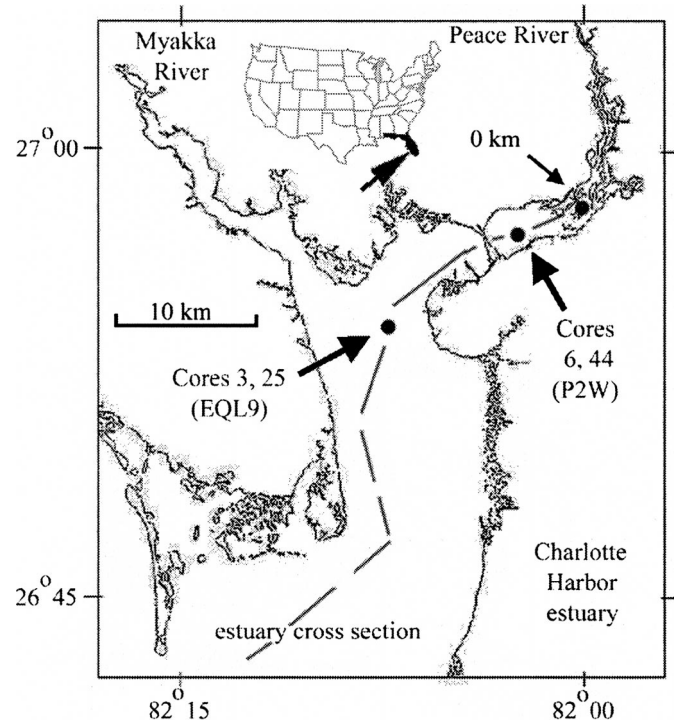 Myakka
River
Peace River
27° 00
0 km
10 km
Cores
6, 44
(P2W)
Cores 3, 25
(EQL9)
Charlotte
Harbor
estuary
26° 45
estuary cross section
82° 15
82° 00